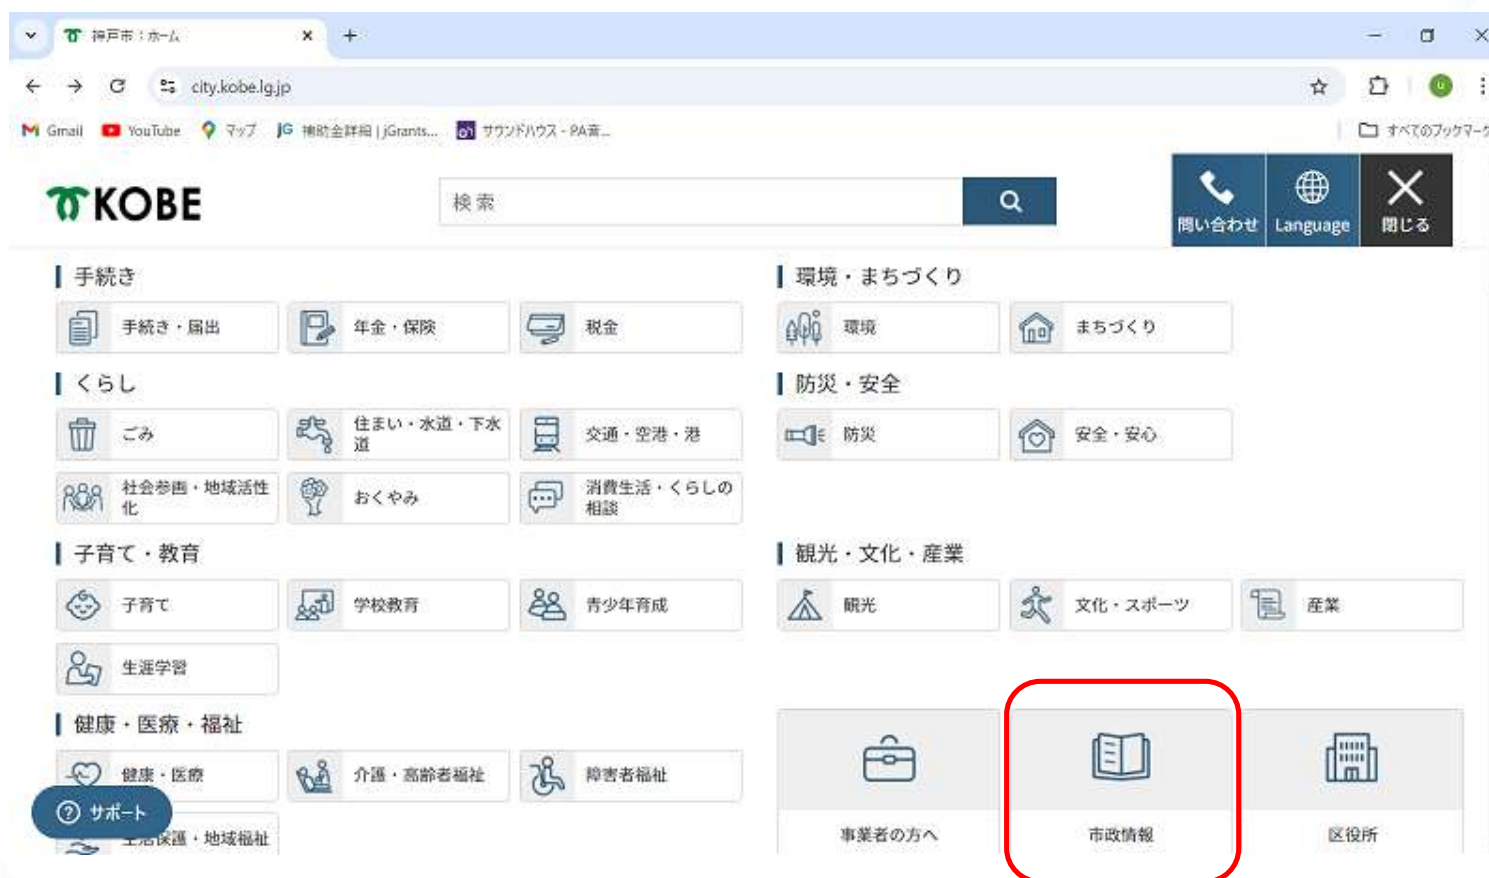 神戸市：ホーム
city.kobe.lg.jp
Gmail
YouTube
マップ
補助金詳細 | jGrants...
サウンドハウス - PA音...
すべてのブックマーク
KOBE
検索
問い合わせ
Language
閉じる
手続き
手続き・届出
年金・保険
税金
くらし
ごみ
住まい・水道・下水
道
交通・空港・港
社会参画・地域活性
化
おくやみ
消費生活・くらしの
相談
子育て・教育
子育て
学校教育
青少年育成
生涯学習
健康・医療・福祉
健康・医療
介護・高齢者福祉
障害者福祉
サポート
生活保護・地域福祉
環境・まちづくり
環境
まちづくり
防災・安全
防災
安全・安心
観光・文化・産業
観光
文化・スポーツ
産業
事業者の方へ
市政情報
区役所